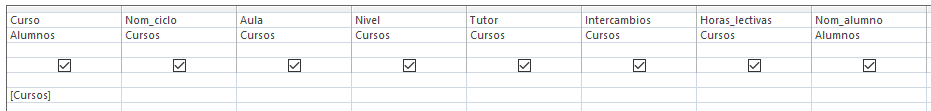 Curso Nom_ciclo Aula Nivel Tutor Intercambios Horas_lectivas Nom_alumno
Alumnos Cursos Cursos Cursos Cursos Cursos Cursos Alumnos
[Cursos]